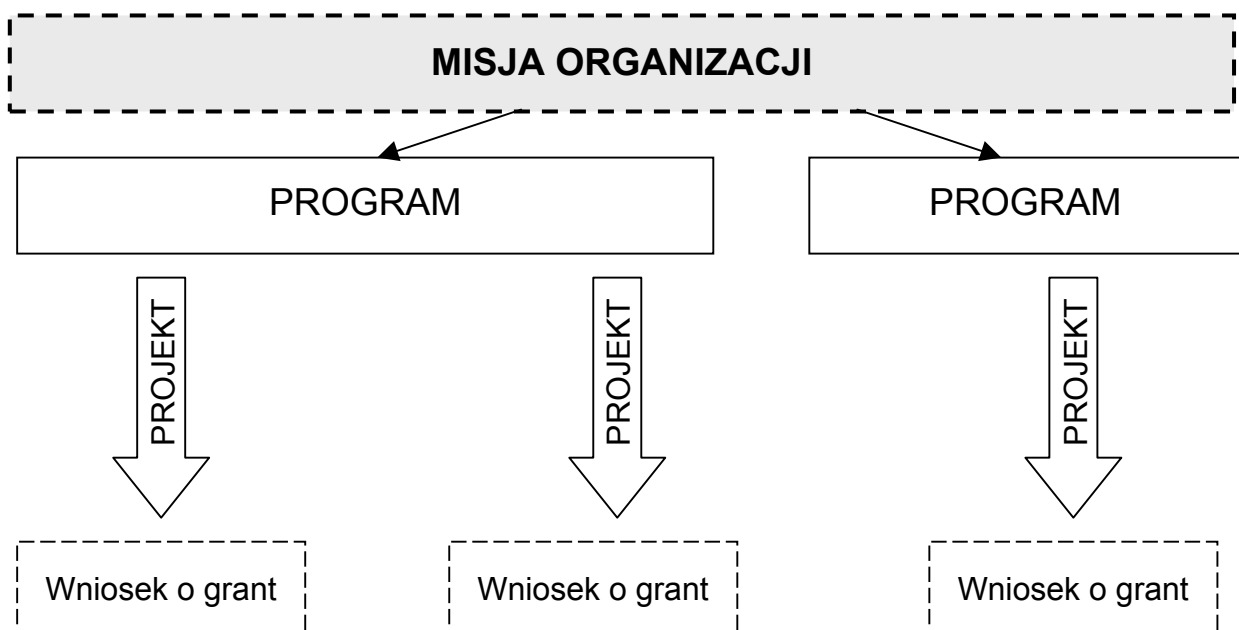 MISJA ORGANIZACJI
PROGRAM
PROGRAM
PROJEKT
PROJEKT
PROJEKT
Wniosek o grant
Wniosek o grant
Wniosek o grant